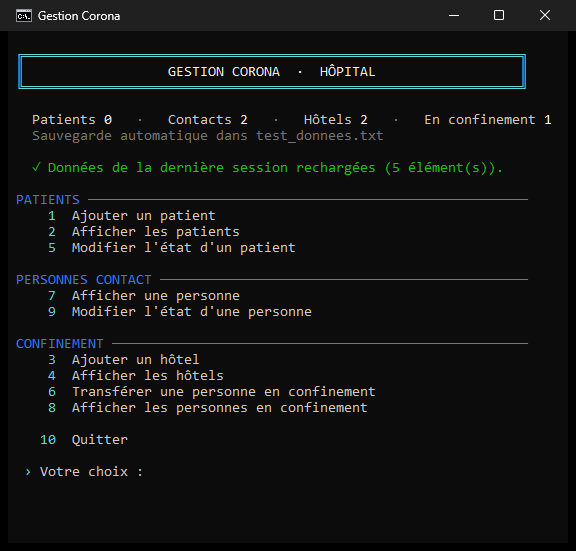 Gestion Corona
GESTION CORONA · HÔPITAL
Patients 0 · Contacts 2 · Hôtels 2 · En confinement 1
Sauvegarde automatique dans test_donnees.txt
✓ Données de la dernière session rechargées (5 élément(s)).
PATIENTS
1 Ajouter un patient
2 Afficher les patients
5 Modifier l'état d'un patient
PERSONNES CONTACT
7 Afficher une personne
9 Modifier l'état d'une personne
CONFINEMENT
3 Ajouter un hôtel
4 Afficher les hôtels
6 Transférer une personne en confinement
8 Afficher les personnes en confinement
10 Quitter
› Votre choix :